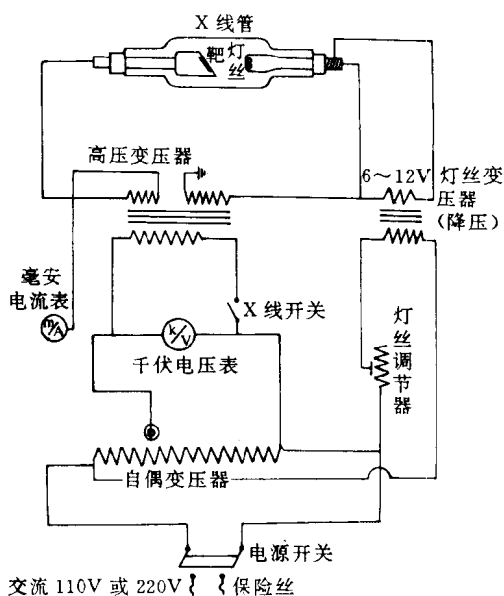 X 线管
靶
灯丝
高压变压器
6～12V
灯丝变
压器
(降压)
毫安
电流表
m/A
X 线开关
k/V
千伏电压表
灯丝调节器
自偶变压器
电源开关
交流 110V 或 220V
保险丝